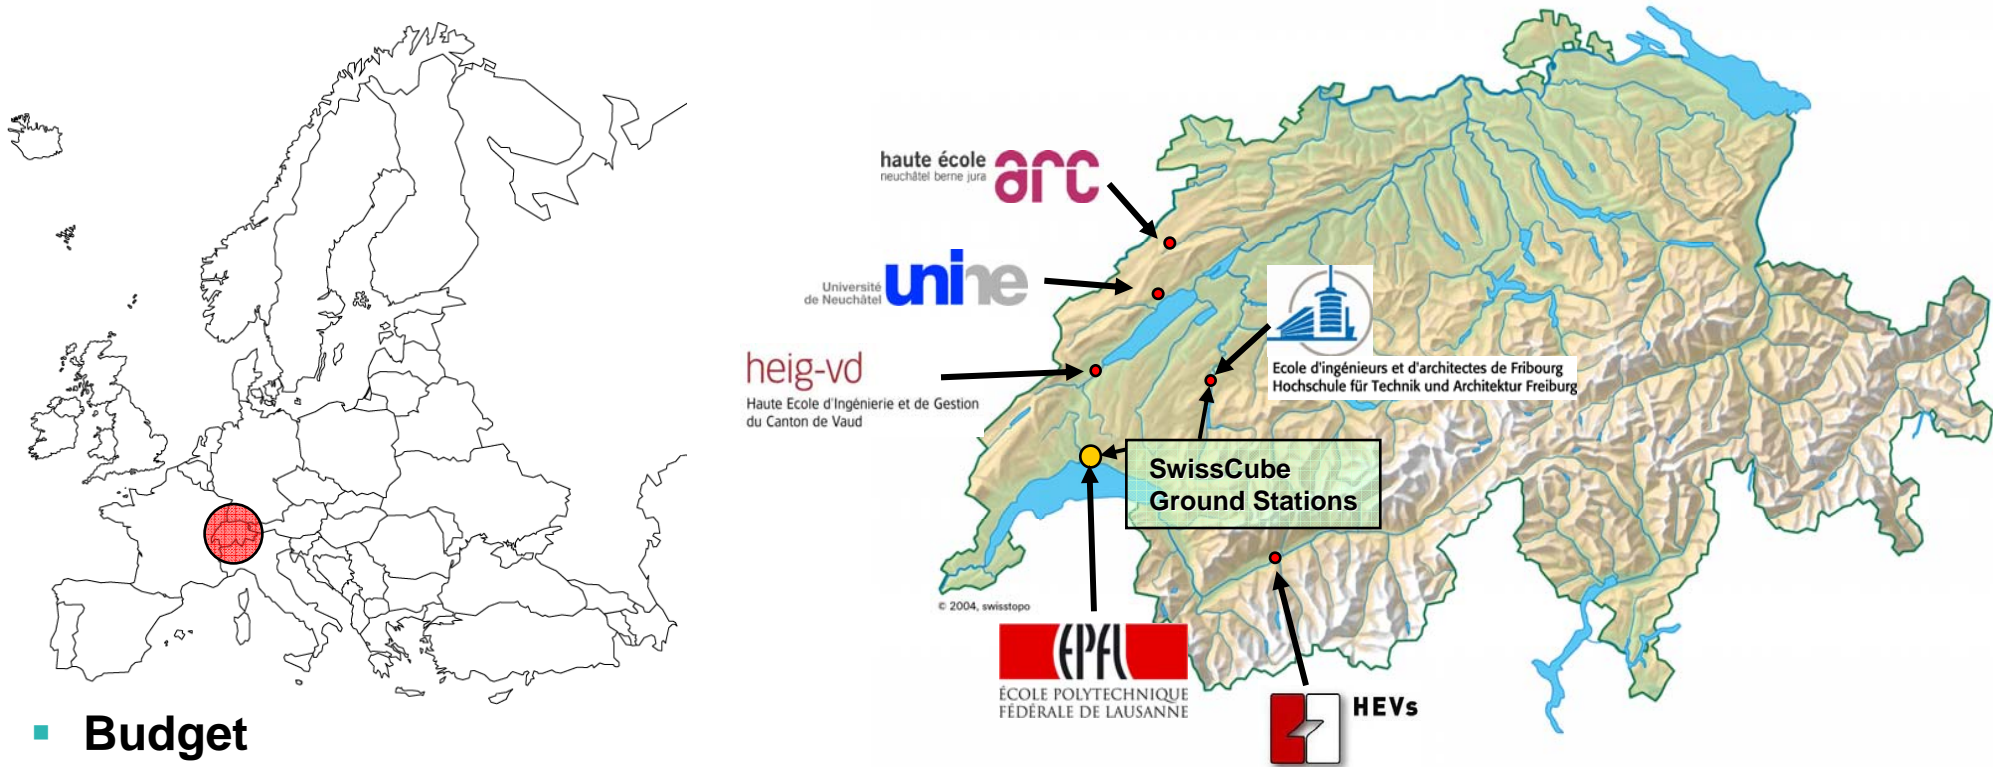 haute école
neuchâtel berne jura
arc
Université
de Neuchâtel
unine
heig-vd
Haute Ecole d'Ingénierie et de Gestion
du Canton de Vaud
Ecole d'ingénieurs et d'architectes de Fribourg
Hochschule für Technik und Architektur Freiburg
SwissCube
Ground Stations
© 2004, swisstopo
EPFL
ÉCOLE POLYTECHNIQUE
FÉDÉRALE DE LAUSANNE
HEVs
▪ Budget